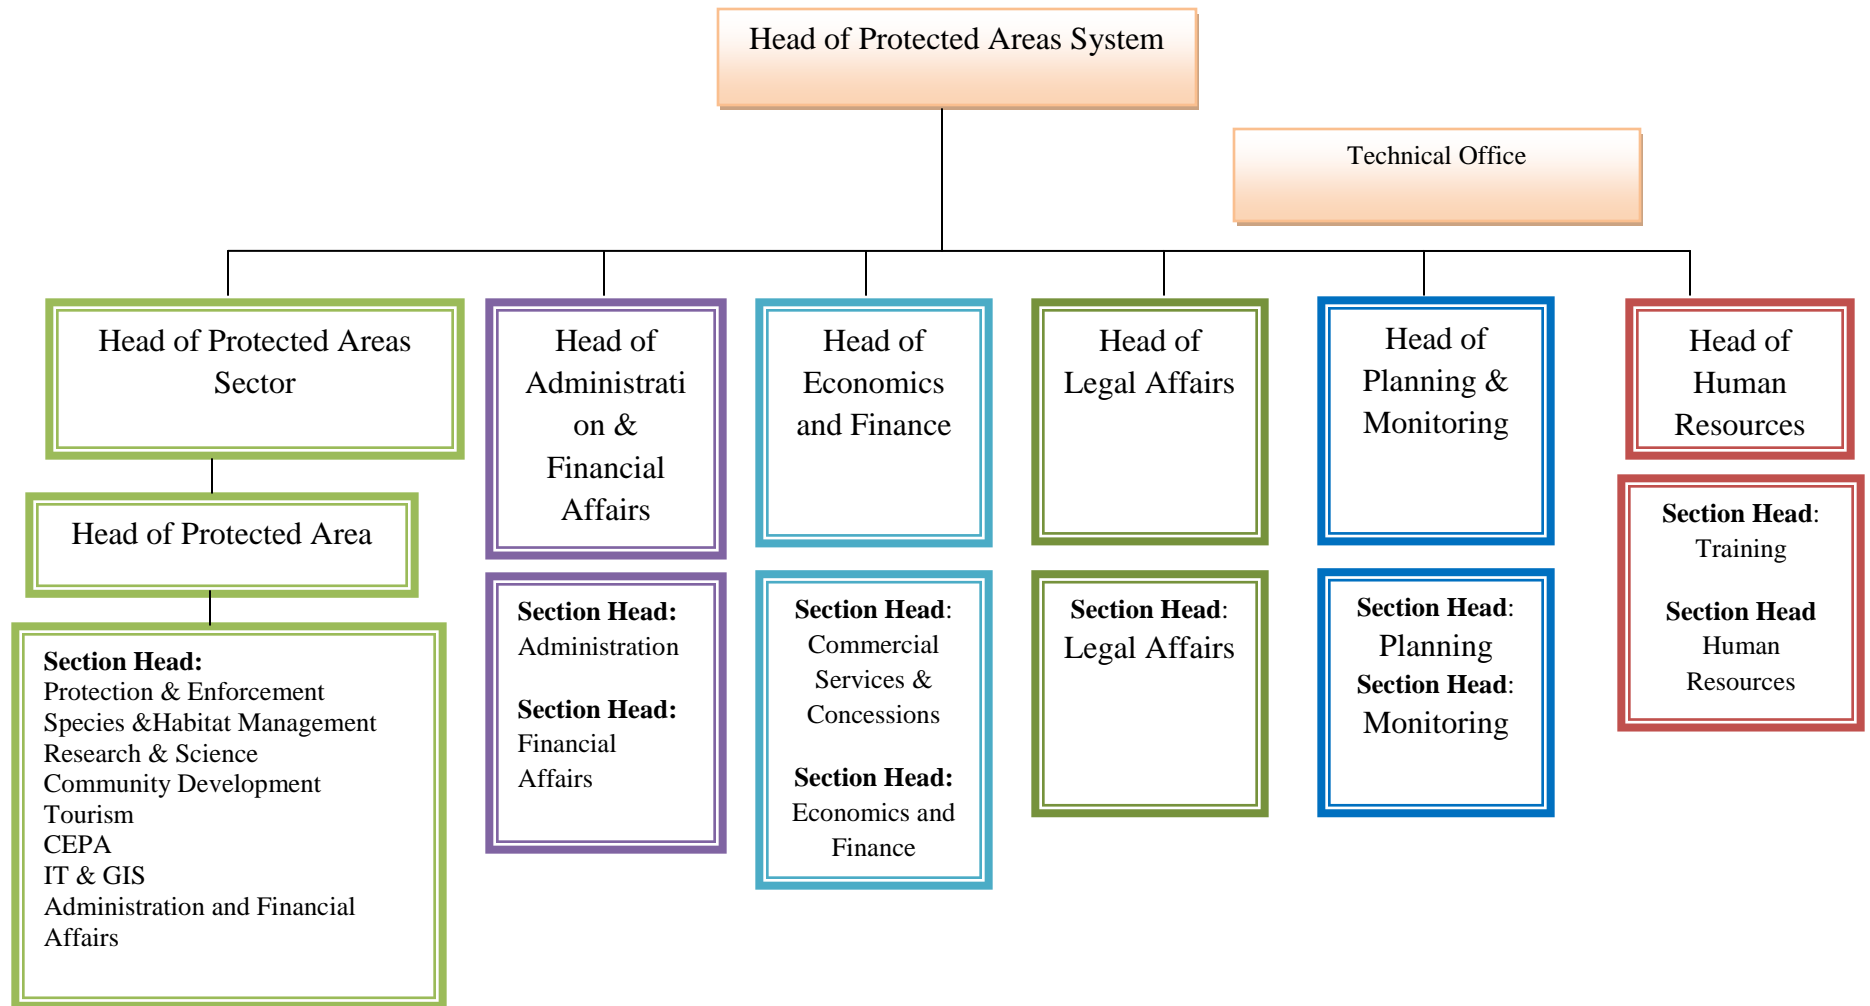 Head of Protected Areas System
Technical Office
Head of Protected Areas
Sector
Head of Protected Area
Section Head:
Protection & Enforcement
Species &Habitat Management
Research & Science
Community Development
Tourism
CEPA
IT & GIS
Administration and Financial
Affairs
Head of
Administrati
on &
Financial
Affairs
Section Head:
Administration
Section Head:
Financial
Affairs
Head of
Economics
and Finance
Section Head:
Commercial
Services &
Concessions
Section Head:
Economics and
Finance
Head of
Legal Affairs
Section Head:
Legal Affairs
Head of
Planning &
Monitoring
Section Head:
Planning
Section Head:
Monitoring
Head of
Human
Resources
Section Head:
Training
Section Head
Human
Resources